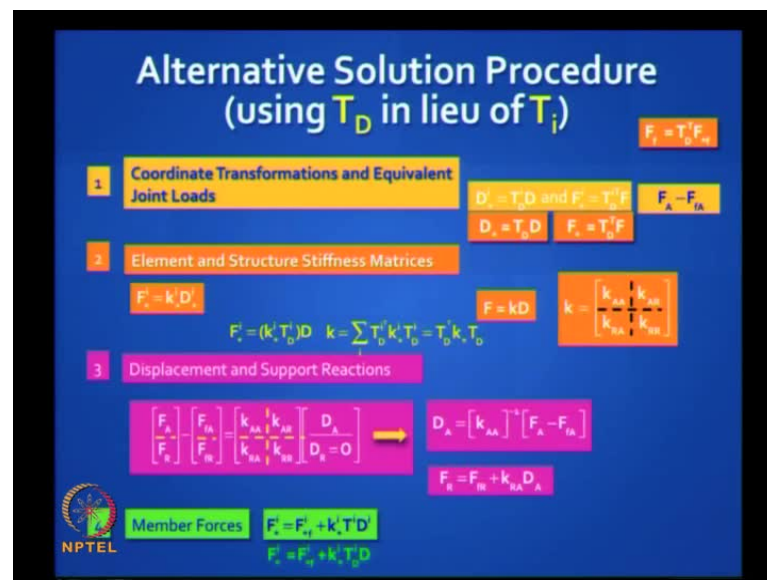 Alternative Solution Procedure
(using T_D in lieu of T_i)
F_f = T_D^T F_*f
1 Coordinate Transformations and Equivalent
Joint Loads
D_*^i = T_D^i D and F_*^i = T_D^iT F
F_A − F_fA
D_* = T_D D
F_* = T_D^T F
2 Element and Structure Stiffness Matrices
F_*^i = k_*^i D_*^i
F = kD
k = [k_AA k_AR
k_RA k_RR]
F_*^i = (k_*^i T_D^i)D k = ∑_i T_D^iT k_*^i T_D^i = T_D^T k_* T_D
3 Displacement and Support Reactions
[F_A / F_R] − [F_fA / F_fR] = [k_AA k_AR / k_RA k_RR] [D_A / D_R = O]
D_A = [k_AA]^-1 [F_A − F_fA]
F_R = F_fR + k_RA D_A
4 Member Forces
F_*^i = F_*f^i + k_*^i T^i D^i
F_*^i = F_*f^i + k_*^i T_D^i D
NPTEL